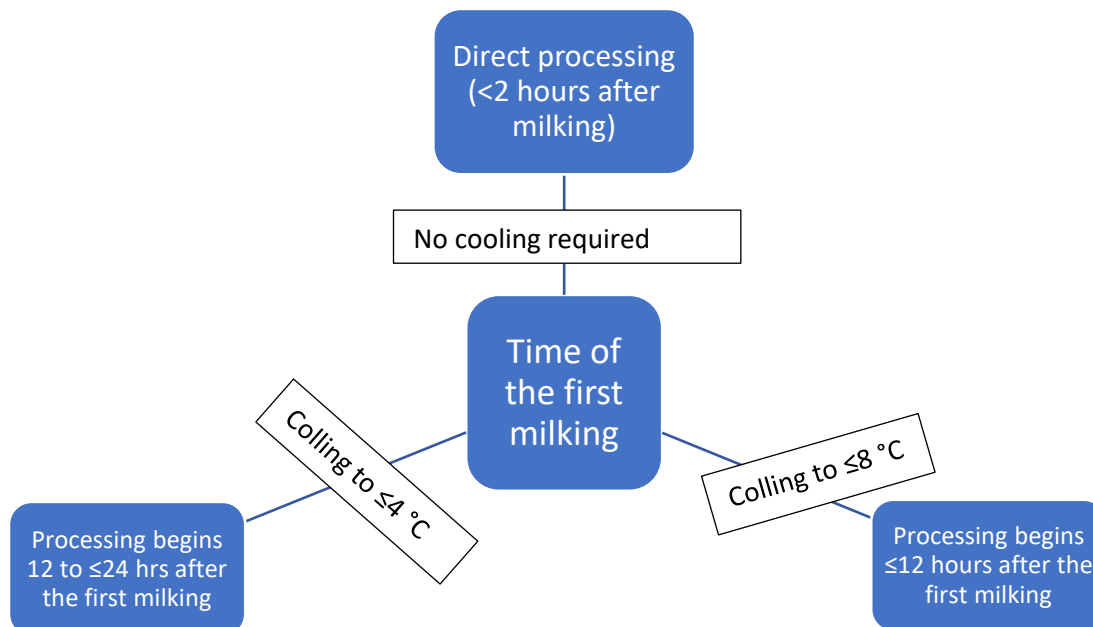 Direct processing
(<2 hours after
milking)
No cooling required
Time of
the first
milking
Colling to ≤4 °C
Colling to ≤8 °C
Processing begins
12 to ≤24 hrs after
the first milking
Processing begins
≤12 hours after the
first milking